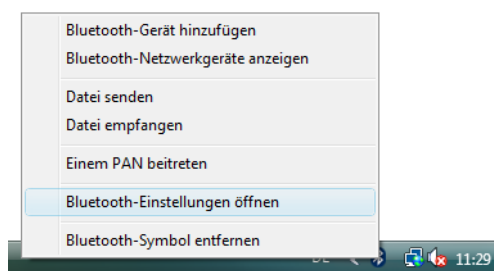 Bluetooth-Gerät hinzufügen
Bluetooth-Netzwerkgeräte anzeigen
Datei senden
Datei empfangen
Einem PAN beitreten
Bluetooth-Einstellungen öffnen
Bluetooth-Symbol entfernen
DE
11:29